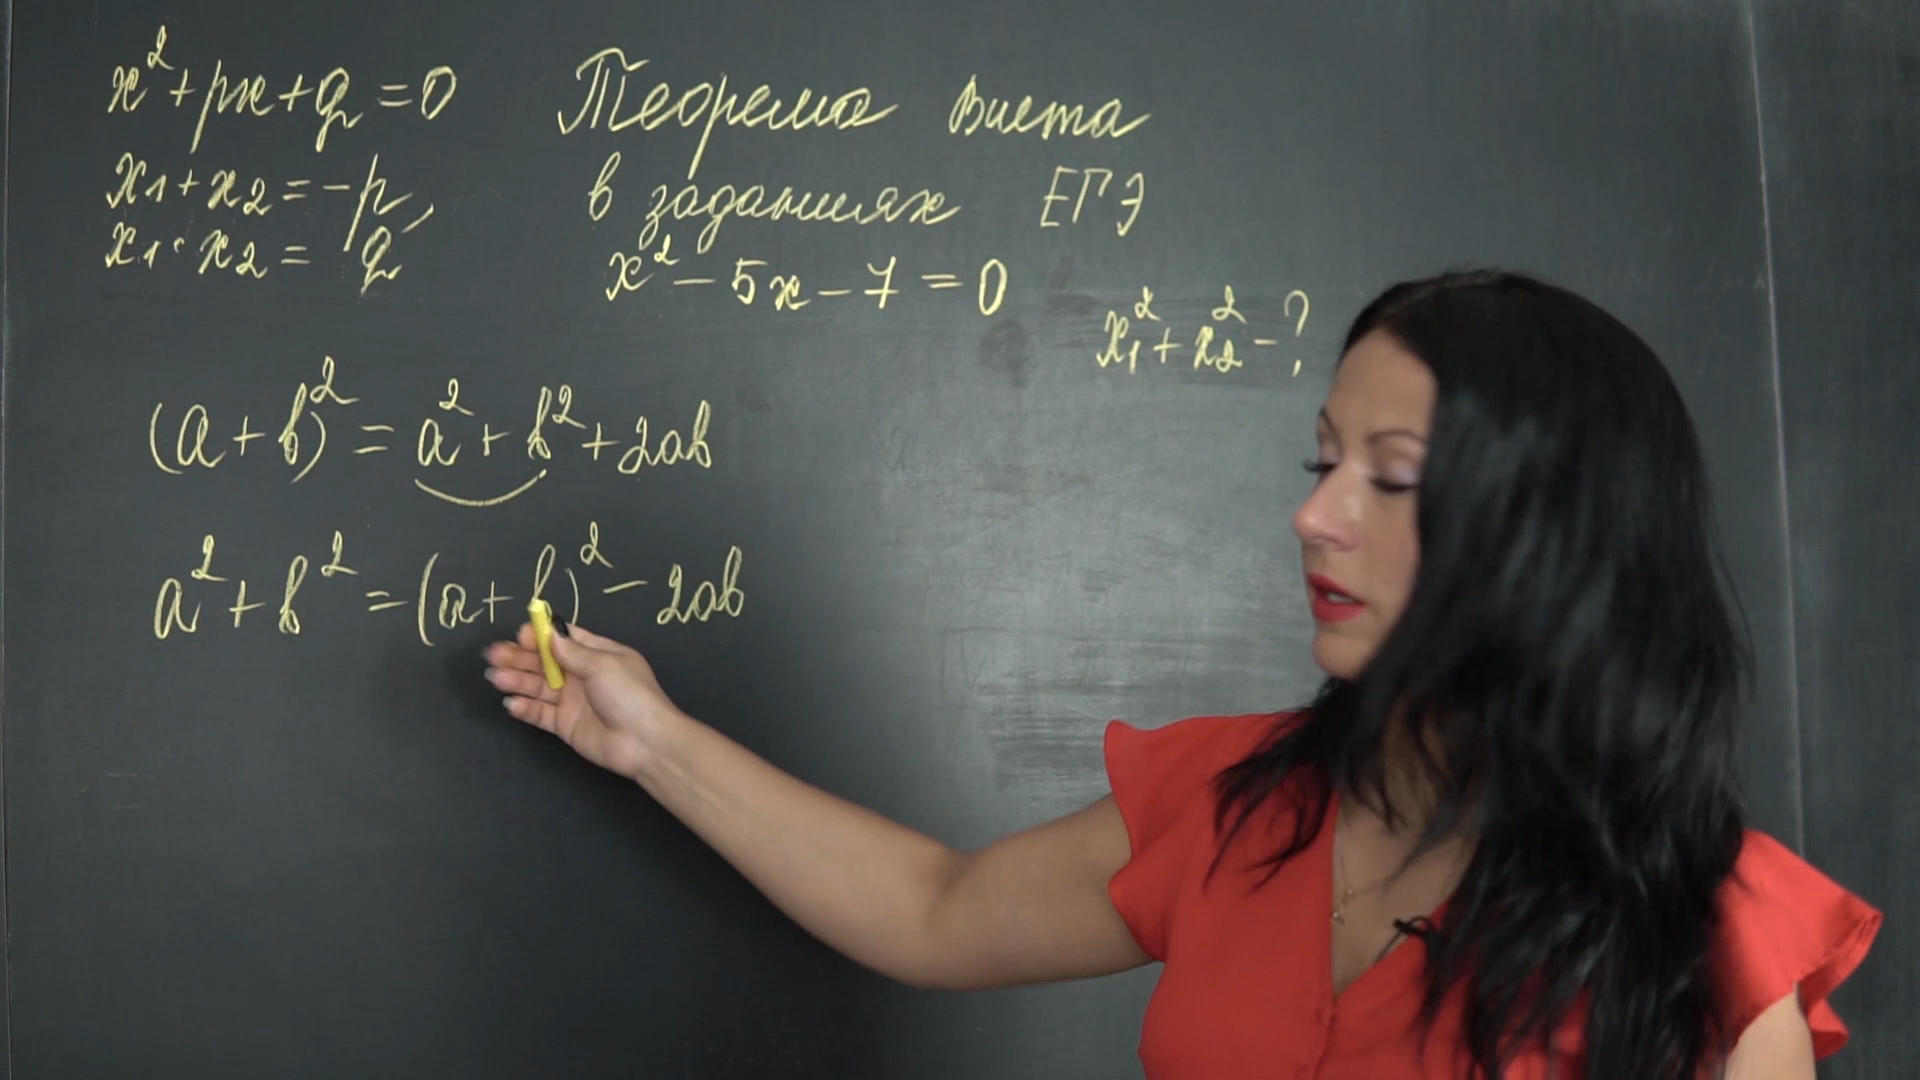 x² + px + q = 0
x₁ + x₂ = -p,
x₁ · x₂ = q
Теорема Виета
в заданиях ЕГЭ
x² - 5x - 7 = 0
x₁² + x₂² - ?
(a + b)² = a² + b² + 2ab
a² + b² = (a + b)² - 2ab